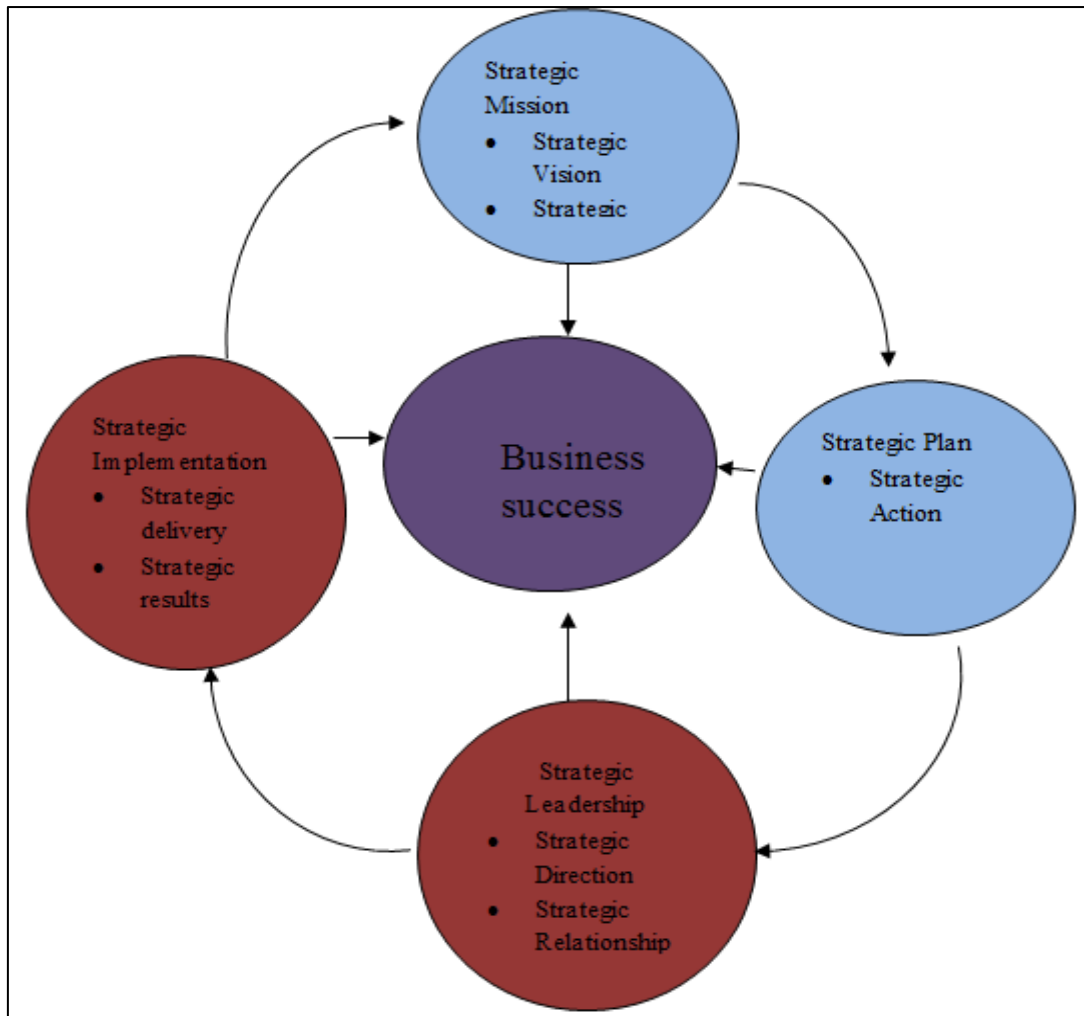 Strategic
Mission
• Strategic
Vision
• Strategic
Business
success
Strategic Plan
• Strategic
Action
Strategic
Implementation
• Strategic
delivery
• Strategic
results
Strategic
Leadership
• Strategic
Direction
• Strategic
Relationship